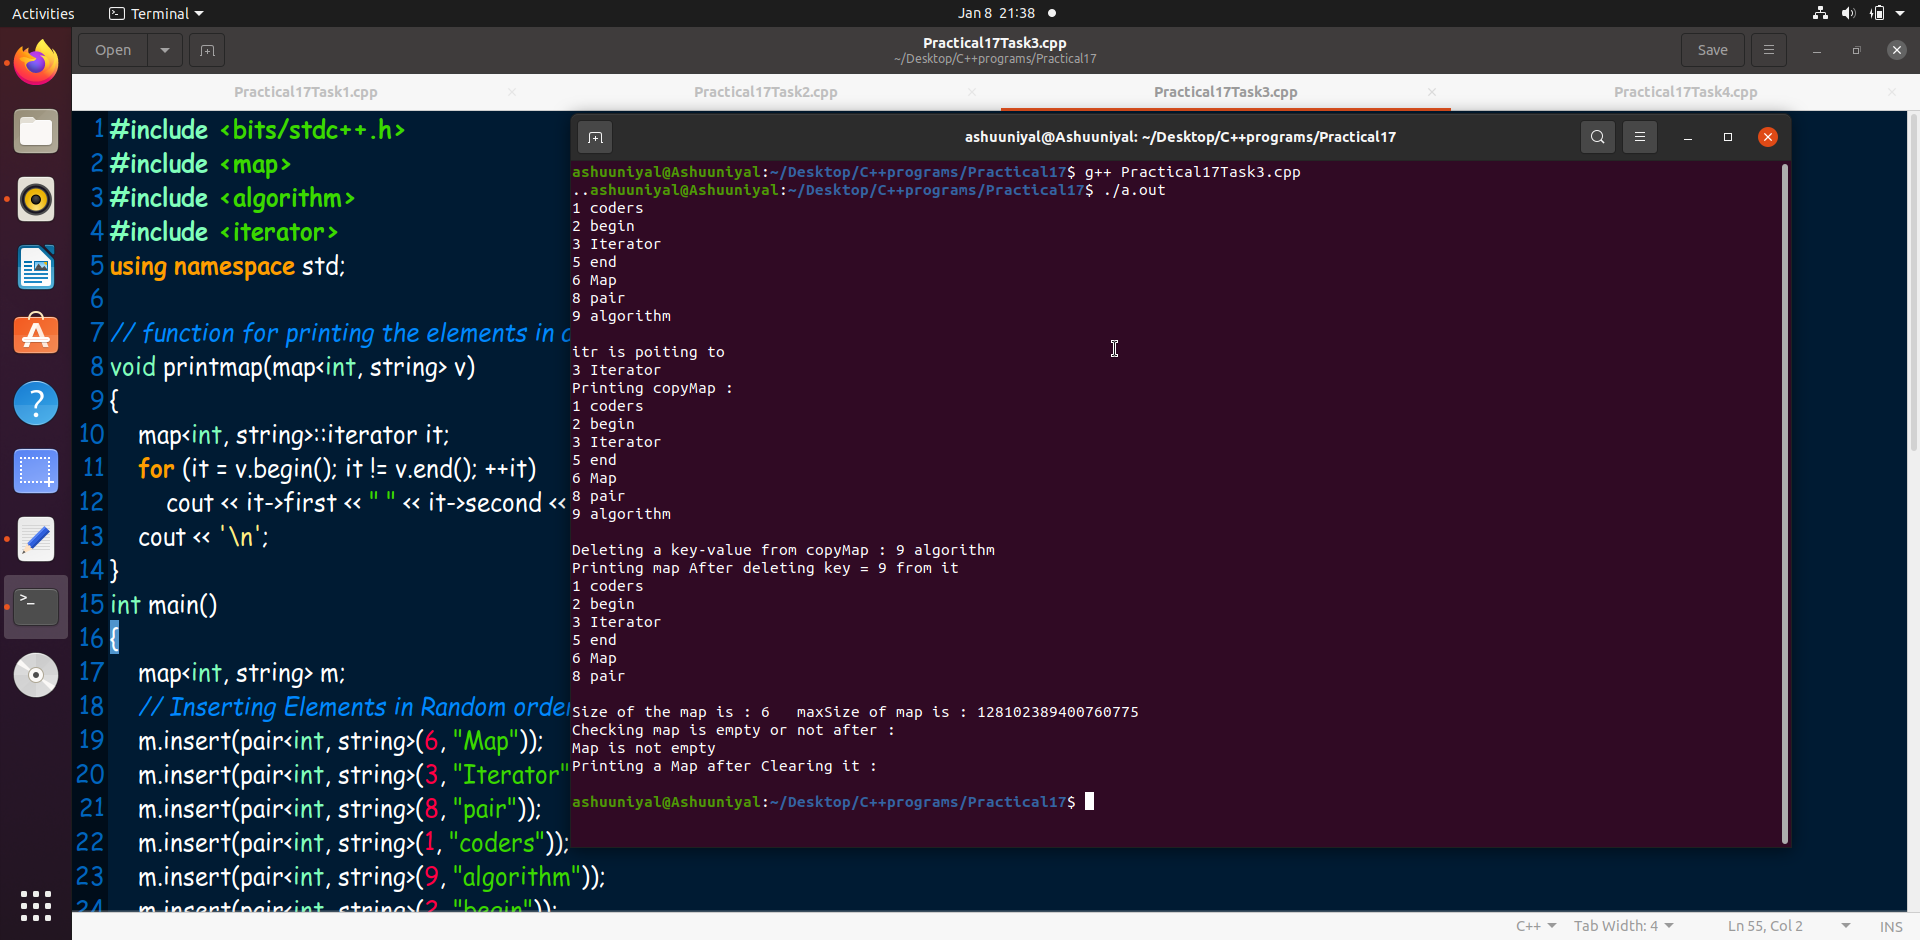 Activities
Terminal
Jan 8 21:38
Open
Practical17Task3.cpp
~/Desktop/C++programs/Practical17
Save
Practical17Task1.cpp
Practical17Task2.cpp
Practical17Task3.cpp
Practical17Task4.cpp
1 #include <bits/stdc++.h>
2 #include <map>
3 #include <algorithm>
4 #include <iterator>
5 using namespace std;
6
7 // function for printing the elements in
8 void printmap(map<int, string> v)
9 {
10 map<int, string>::iterator it;
11 for (it = v.begin(); it != v.end(); ++it)
12 cout << it->first << " " << it->second <<
13 cout << '\n';
14 }
15 int main()
16 {
17 map<int, string> m;
18 // Inserting Elements in Random order
19 m.insert(pair<int, string>(6, "Map"));
20 m.insert(pair<int, string>(3, "Iterator"
21 m.insert(pair<int, string>(8, "pair"));
22 m.insert(pair<int, string>(1, "coders"));
23 m.insert(pair<int, string>(9, "algorithm"));
24 m.insert(pair<int, string>(2, "begin"));
ashuuniyal@Ashuuniyal: ~/Desktop/C++programs/Practical17
ashuuniyal@Ashuuniyal:~/Desktop/C++programs/Practical17$ g++ Practical17Task3.cpp
..ashuuniyal@Ashuuniyal:~/Desktop/C++programs/Practical17$ ./a.out
1 coders
2 begin
3 Iterator
5 end
6 Map
8 pair
9 algorithm
itr is poiting to
3 Iterator
Printing copyMap :
1 coders
2 begin
3 Iterator
5 end
6 Map
8 pair
9 algorithm
Deleting a key-value from copyMap : 9 algorithm
Printing map After deleting key = 9 from it
1 coders
2 begin
3 Iterator
5 end
6 Map
8 pair
Size of the map is : 6 maxSize of map is : 128102389400760775
Checking map is empty or not after :
Map is not empty
Printing a Map after Clearing it :
ashuuniyal@Ashuuniyal:~/Desktop/C++programs/Practical17$
C++
Tab Width: 4
Ln 55, Col 2
INS